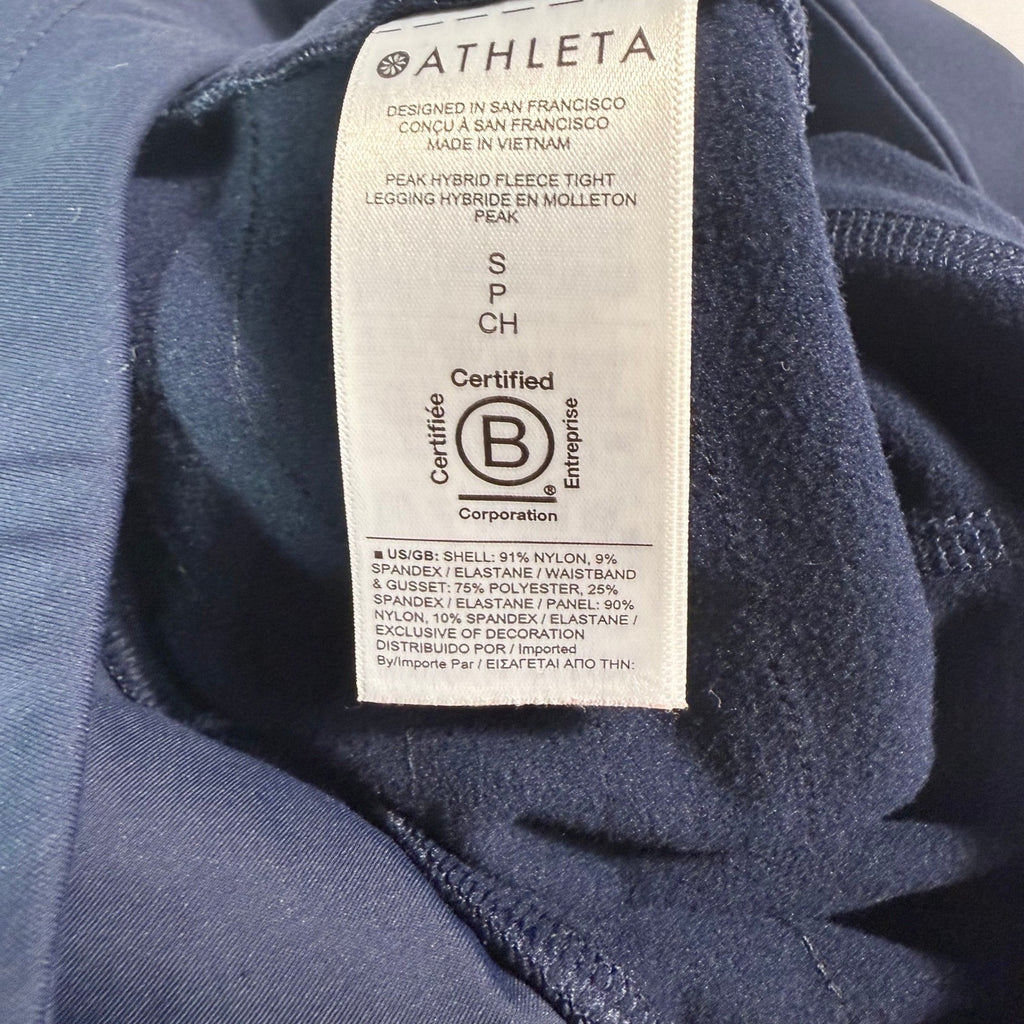 ATHLETA
DESIGNED IN SAN FRANCISCO
CONÇU À SAN FRANCISCO
MADE IN VIETNAM
PEAK HYBRID FLEECE TIGHT
LEGGING HYBRIDE EN MOLLETON
PEAK
S
P
CH
Certified
Certifiée
B
Entreprise
®
Corporation
■ US/GB: SHELL: 91% NYLON, 9%
SPANDEX / ELASTANE / WAISTBAND
& GUSSET: 75% POLYESTER, 25%
SPANDEX / ELASTANE / PANEL: 90%
NYLON, 10% SPANDEX / ELASTANE /
EXCLUSIVE OF DECORATION
DISTRIBUIDO POR / Imported
By/Importe Par / ΕΙΣΑΓΕΤΑΙ ΑΠΟ ΤΗΝ: